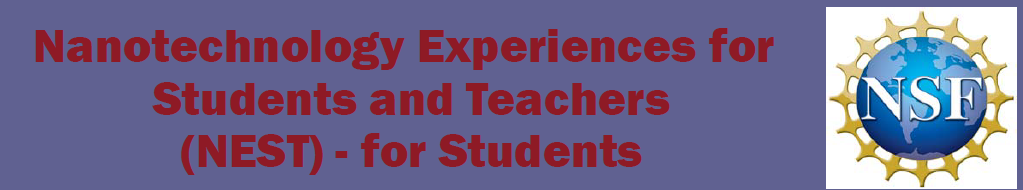 Nanotechnology Experiences for
Students and Teachers
(NEST) - for Students
NSF